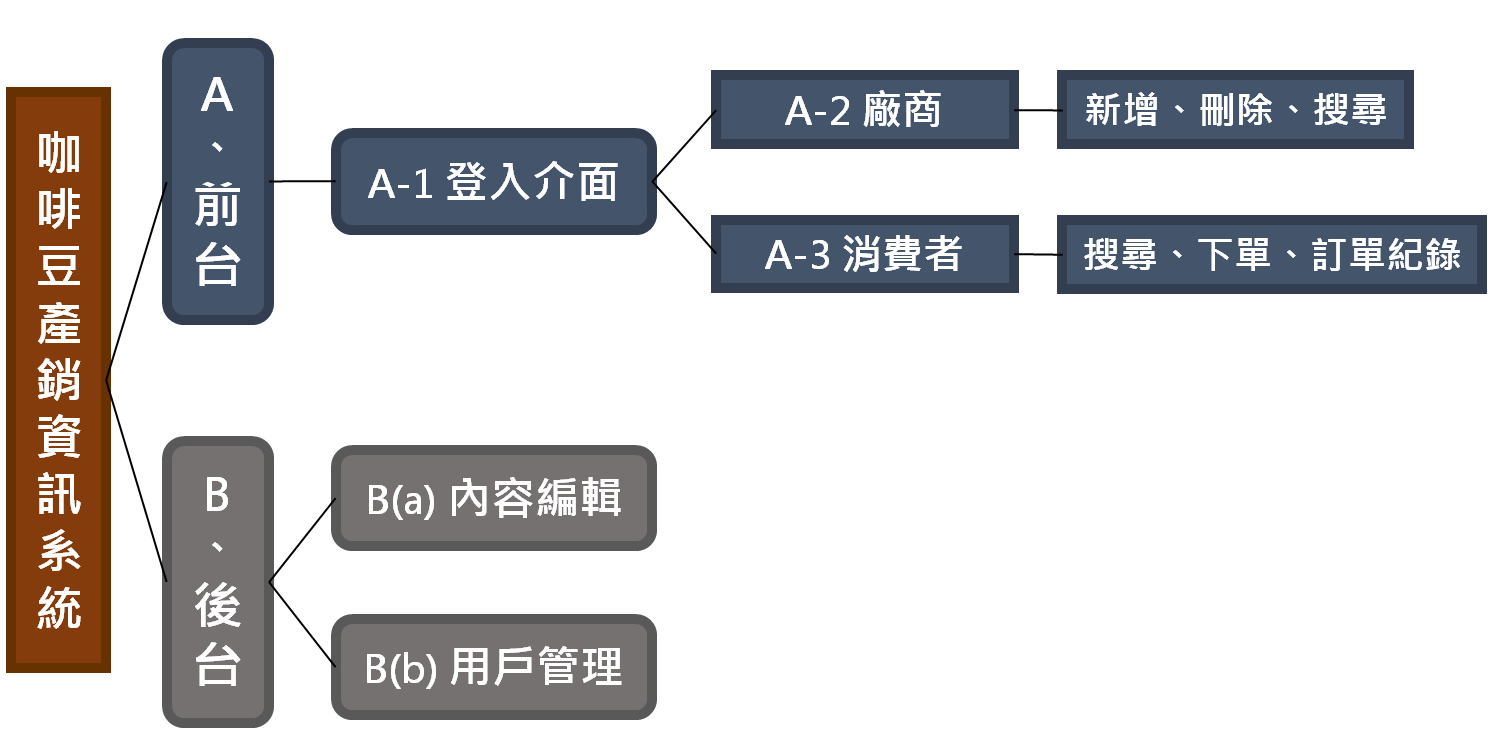 咖啡豆產銷資訊系統
A、前台
A-1 登入介面
A-2 廠商
新增、刪除、搜尋
A-3 消費者
搜尋、下單、訂單紀錄
B、後台
B(a) 內容編輯
B(b) 用戶管理